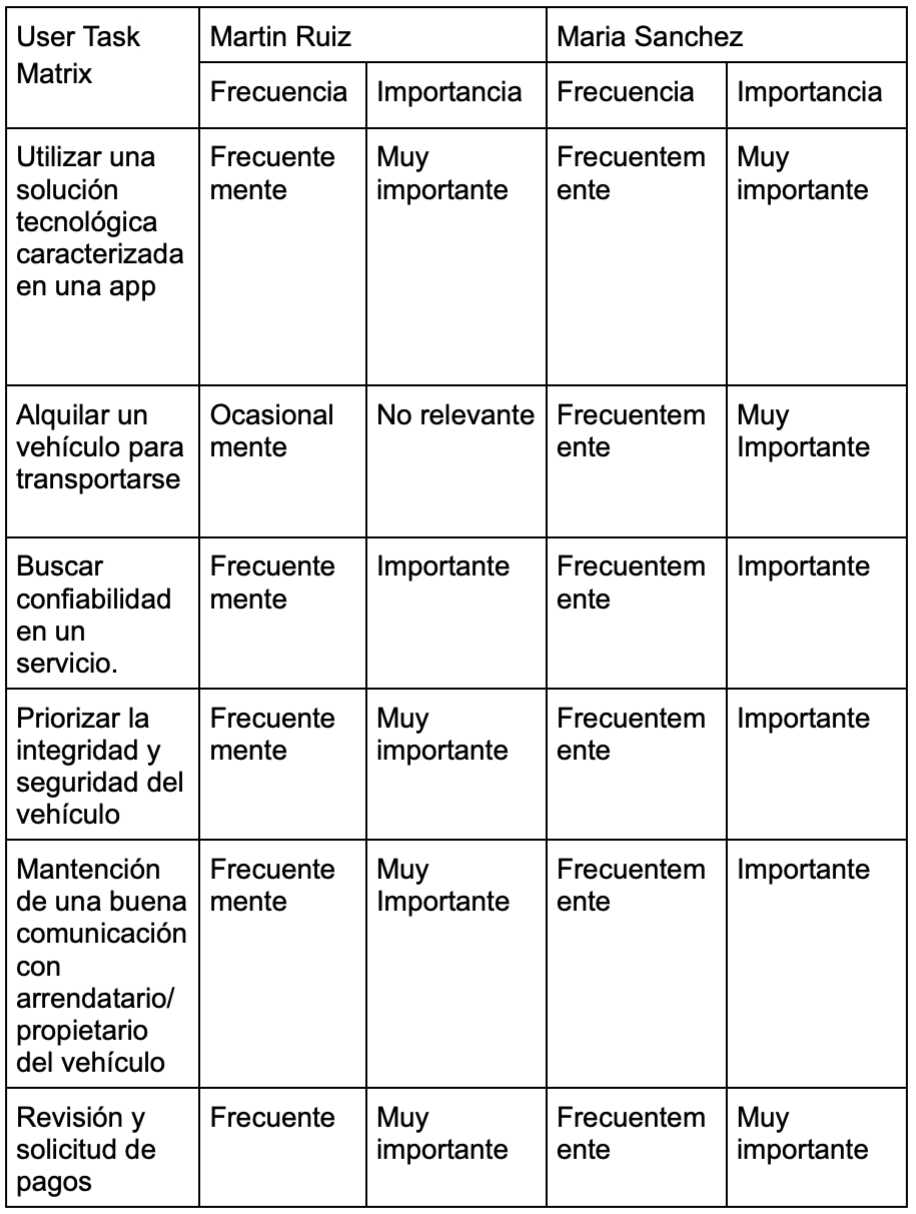 User Task
Matrix
Martin Ruiz
Maria Sanchez
Frecuencia
Importancia
Frecuencia
Importancia
Utilizar una
solución
tecnológica
caracterizada
en una app
Frecuente
mente
Muy
importante
Frecuentem
ente
Muy
importante
Alquilar un
vehículo para
transportarse
Ocasional
mente
No relevante
Frecuentem
ente
Muy
Importante
Buscar
confiabilidad
en un
servicio.
Frecuente
mente
Importante
Frecuentem
ente
Importante
Priorizar la
integridad y
seguridad del
vehículo
Frecuente
mente
Muy
importante
Frecuentem
ente
Importante
Mantención
de una buena
comunicación
con
arrendatario/
propietario
del vehículo
Frecuente
mente
Muy
Importante
Frecuentem
ente
Importante
Revisión y
solicitud de
pagos
Frecuente
Muy
importante
Frecuentem
ente
Muy
importante